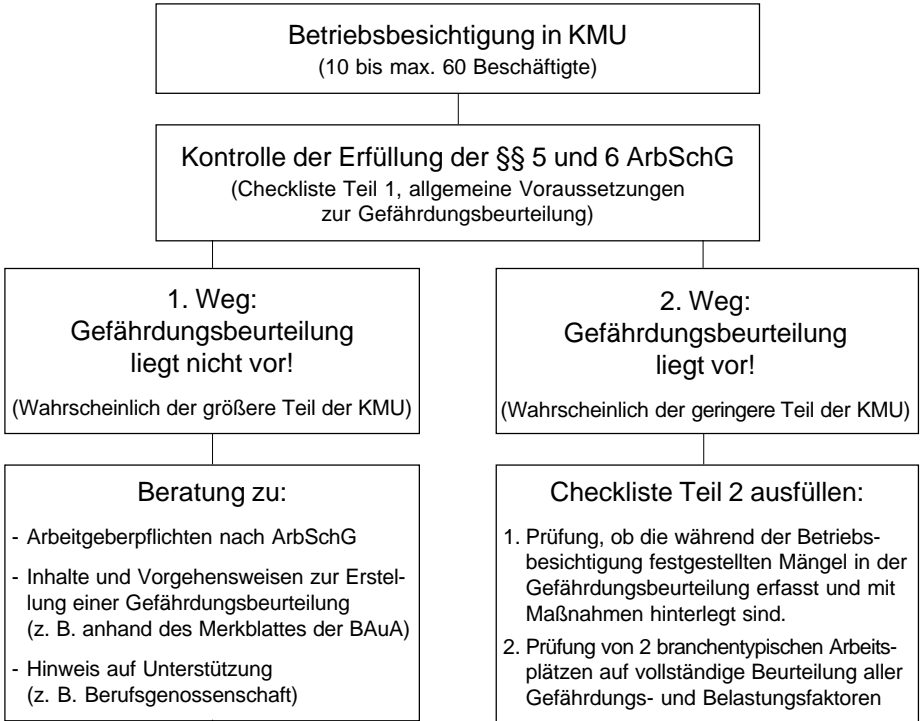 Betriebsbesichtigung in KMU
(10 bis max. 60 Beschäftigte)
Kontrolle der Erfüllung der §§ 5 und 6 ArbSchG
(Checkliste Teil 1, allgemeine Voraussetzungen
zur Gefährdungsbeurteilung)
1. Weg:
Gefährdungsbeurteilung
liegt nicht vor!
(Wahrscheinlich der größere Teil der KMU)
2. Weg:
Gefährdungsbeurteilung
liegt vor!
(Wahrscheinlich der geringere Teil der KMU)
Beratung zu:
- Arbeitgeberpflichten nach ArbSchG
- Inhalte und Vorgehensweisen zur Erstel-
lung einer Gefährdungsbeurteilung
(z. B. anhand des Merkblattes der BAuA)
- Hinweis auf Unterstützung
(z. B. Berufsgenossenschaft)
Checkliste Teil 2 ausfüllen:
1. Prüfung, ob die während der Betriebs-
besichtigung festgestellten Mängel in der
Gefährdungsbeurteilung erfasst und mit
Maßnahmen hinterlegt sind.
2. Prüfung von 2 branchentypischen Arbeits-
plätzen auf vollständige Beurteilung aller
Gefährdungs- und Belastungsfaktoren